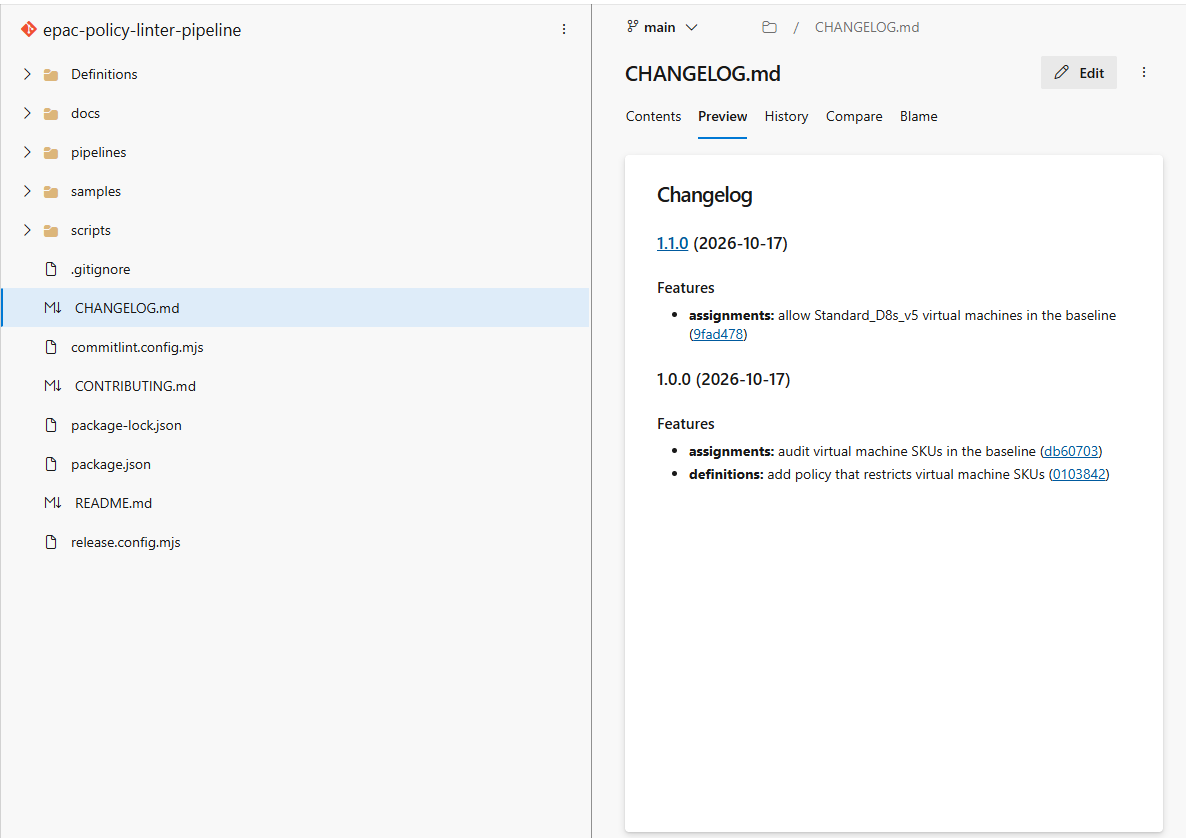 epac-policy-linter-pipeline
Definitions
docs
pipelines
samples
scripts
.gitignore
CHANGELOG.md
commitlint.config.mjs
CONTRIBUTING.md
package-lock.json
package.json
README.md
release.config.mjs
main
/ CHANGELOG.md
CHANGELOG.md
Edit
Contents Preview History Compare Blame
Changelog
1.1.0 (2026-10-17)
Features
assignments: allow Standard_D8s_v5 virtual machines in the baseline
(9fad478)
1.0.0 (2026-10-17)
Features
assignments: audit virtual machine SKUs in the baseline (db60703)
definitions: add policy that restricts virtual machine SKUs (0103842)